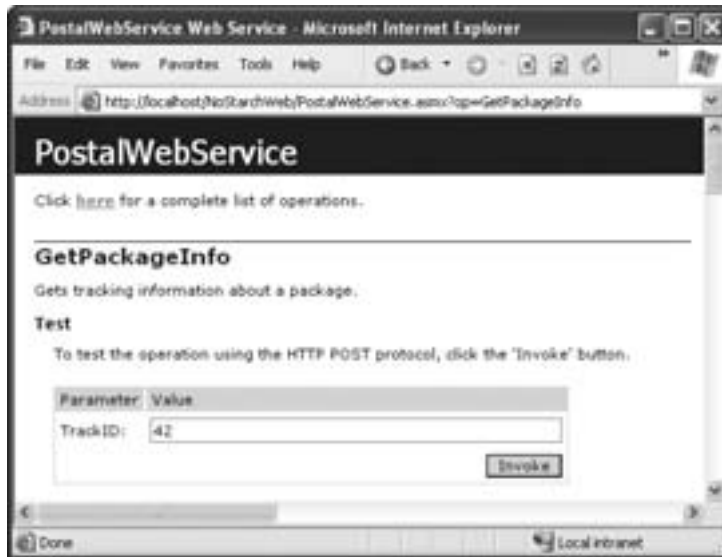 PostalWebService Web Service - Microsoft Internet Explorer
File Edit View Favorites Tools Help Back
Address http://localhost/NoStarchWeb/PostalWebService.asmx?op=GetPackageInfo
PostalWebService
Click here for a complete list of operations.
GetPackageInfo
Gets tracking information about a package.
Test
To test the operation using the HTTP POST protocol, click the 'Invoke' button.
Parameter Value
TrackID: 42
Invoke
Done Local intranet